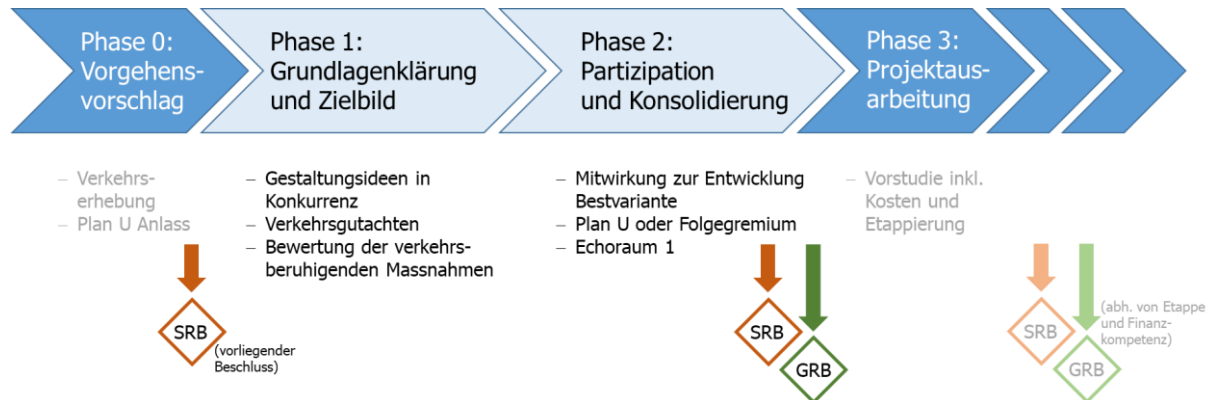 Phase 0:
Vorgehens-
vorschlag
Phase 1:
Grundlagenklärung
und Zielbild
Phase 2:
Partizipation
und Konsolidierung
Phase 3:
Projektaus-
arbeitung
– Verkehrs-
erhebung
– Plan U Anlass
– Gestaltungsideen in
Konkurrenz
– Verkehrsgutachten
– Bewertung der verkehrs-
beruhigenden Massnahmen
– Mitwirkung zur Entwicklung
Bestvariante
– Plan U oder Folgegremium
– Echoraum 1
– Vorstudie inkl.
Kosten und
Etappierung
SRB
(vorliegender
Beschluss)
SRB
GRB
SRB
(abh. von Etappe
und Finanz-
kompetenz)
GRB